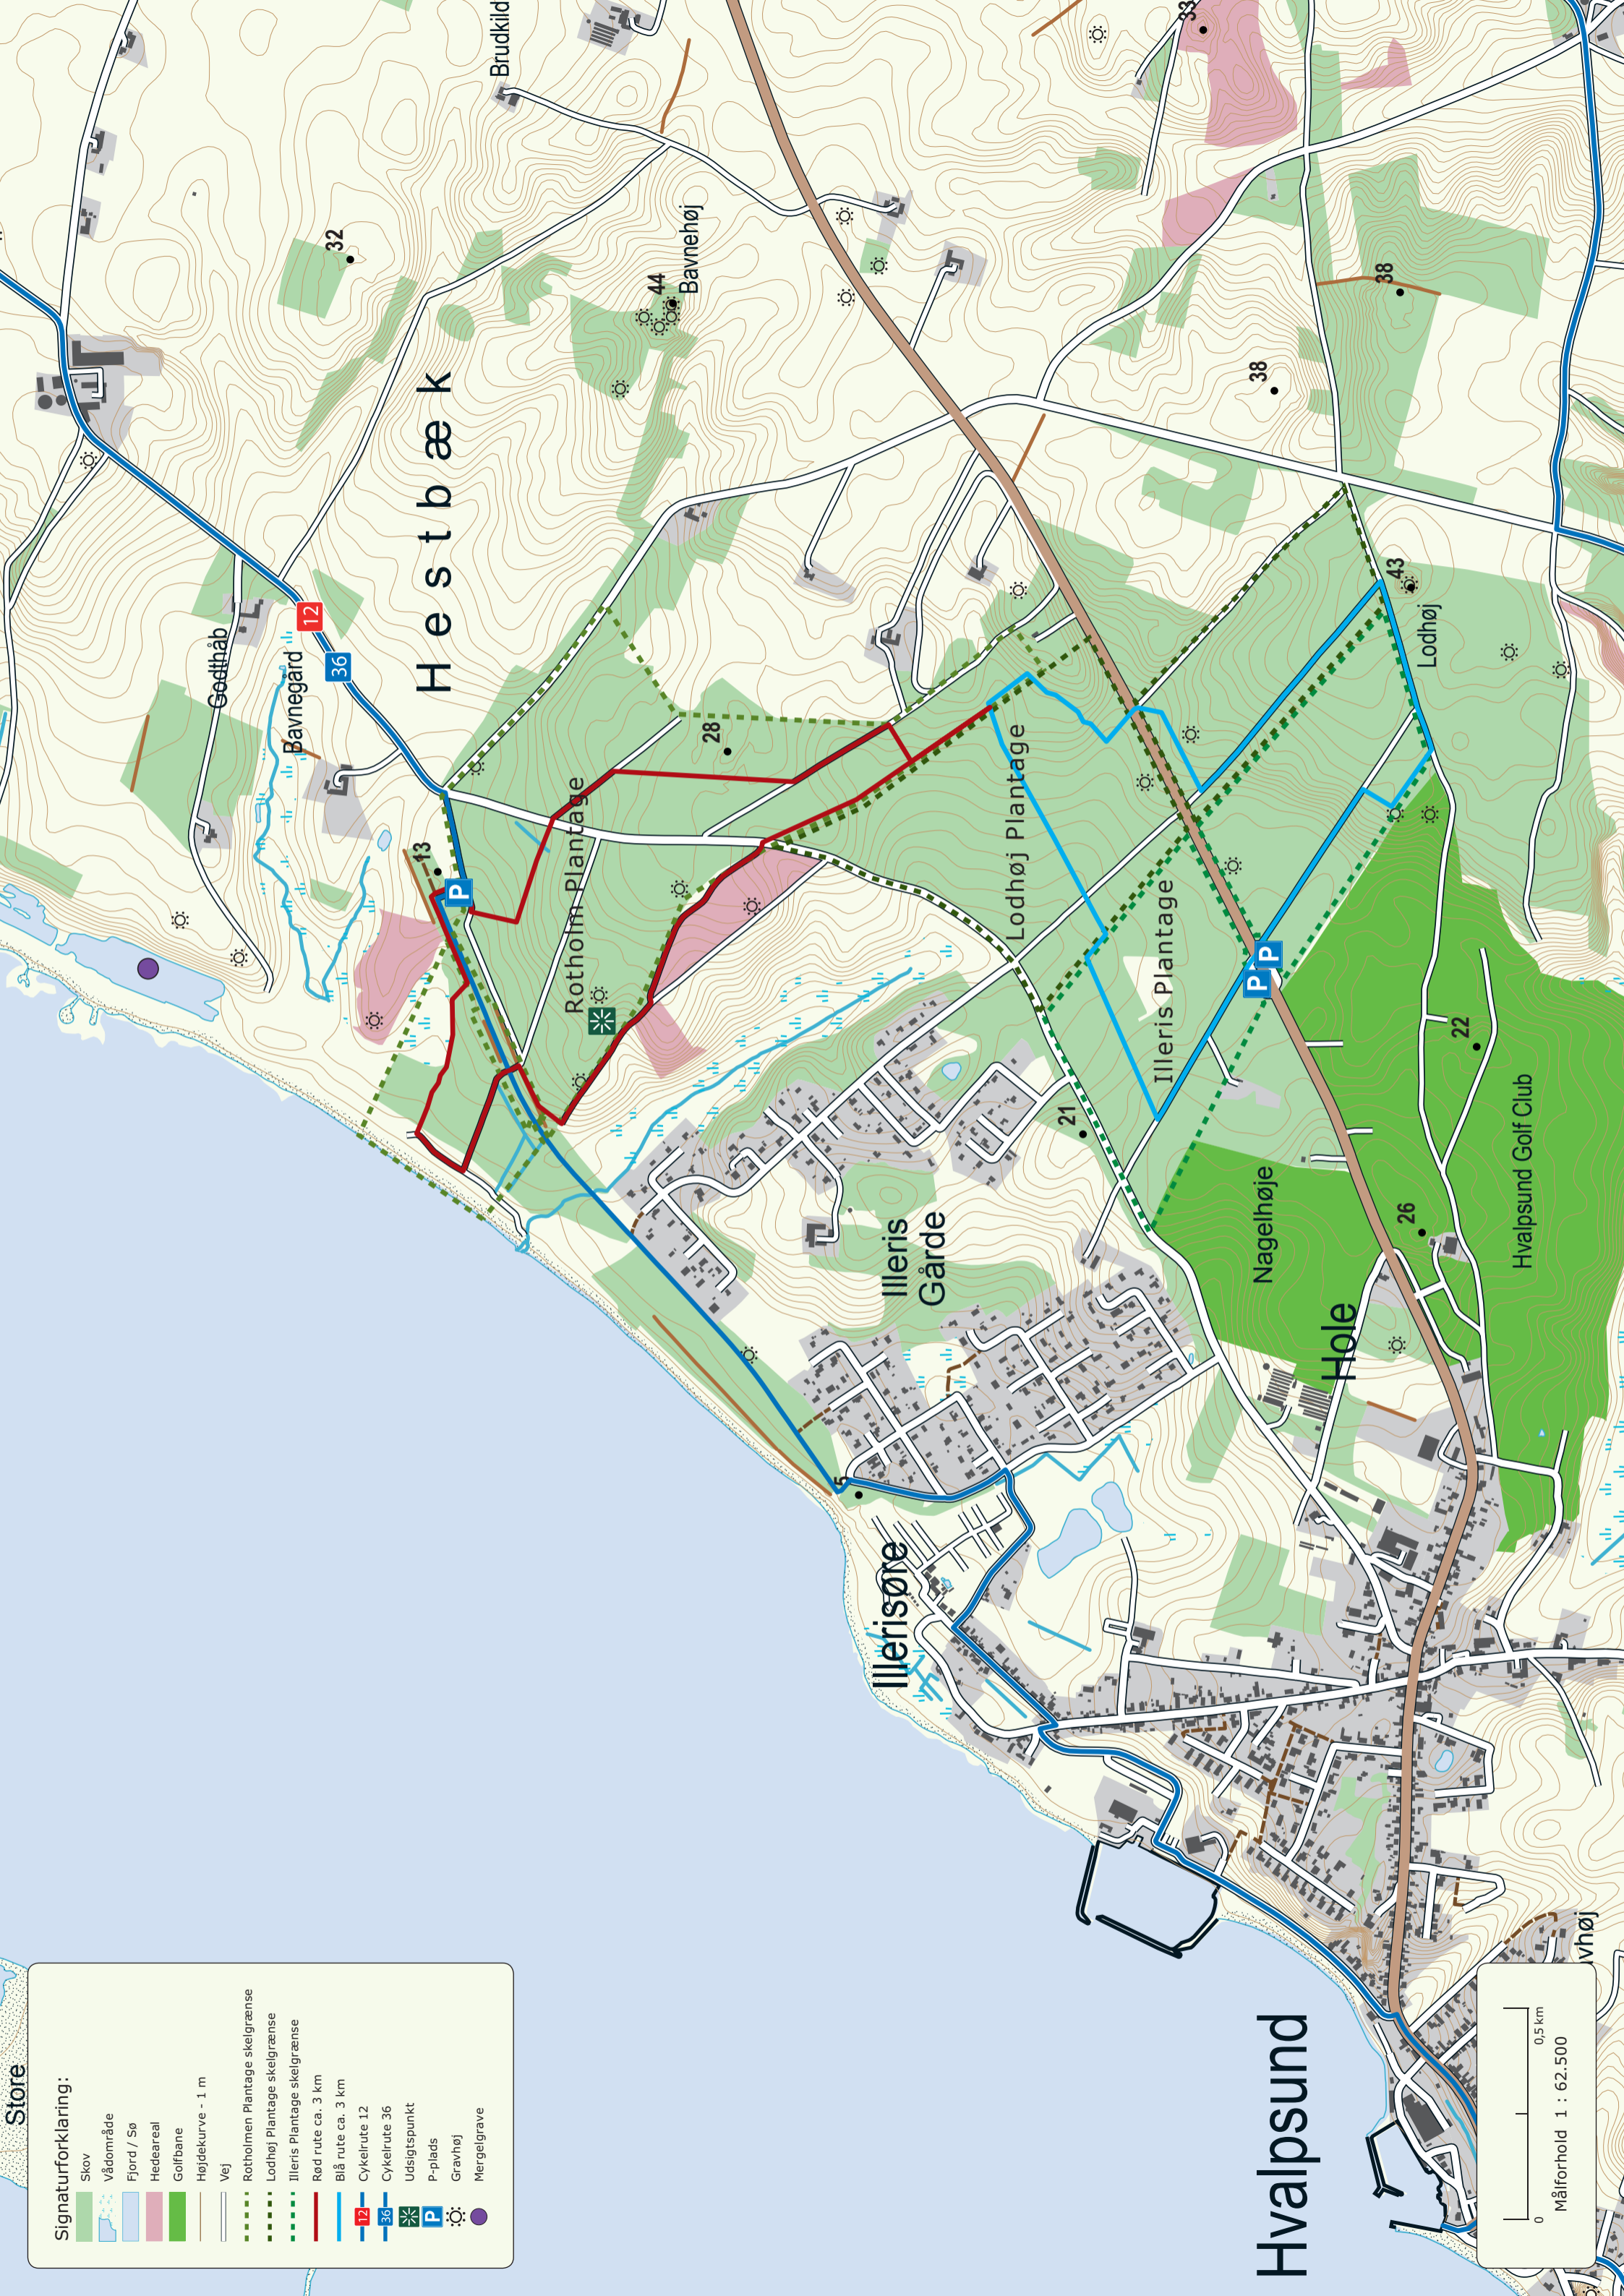 Store
Signaturforklaring:
Skov
Vådområde
Fjord / Sø
Hedeareal
Golfbane
Højdekurve - 1 m
Vej
Rotholmen Plantage skelgrænse
Lodhøj Plantage skelgrænse
Illeris Plantage skelgrænse
Rød rute ca. 3 km
Blå rute ca. 3 km
12
Cykelrute 12
36
Cykelrute 36
Udsigtspunkt
P
P-plads
Gravhøj
Mergelgrave
Hvalpsund
0
0,5 km
Målforhold 1 : 62.500
vhøj
Illerisøre
5
Illeris
Gårde
Hole
Nagelhøje
26
22
Hvalpsund Golf Club
21
Illeris Plantage
P
P
Lodhøj Plantage
Rotholm Plantage
P
13
28
Bavnegård
Godthåb
12
36
Hestbæk
32
44
Bavnehøj
Brudkild
Lodhøj
43
38
38
33